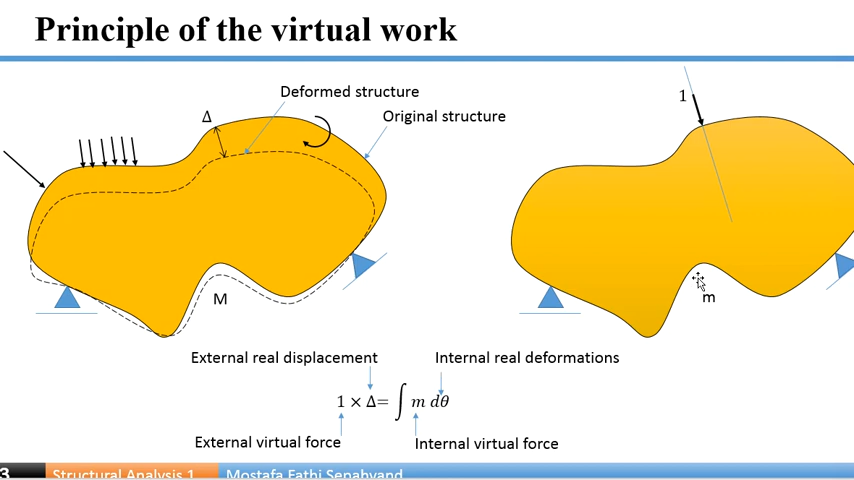 Principle of the virtual work
Deformed structure
Δ
Original structure
1
M
m
External real displacement
Internal real deformations
1 × Δ= ∫ m dθ
External virtual force
Internal virtual force
3
Structural Analysis 1
Mostafa Fathi Sepahvand